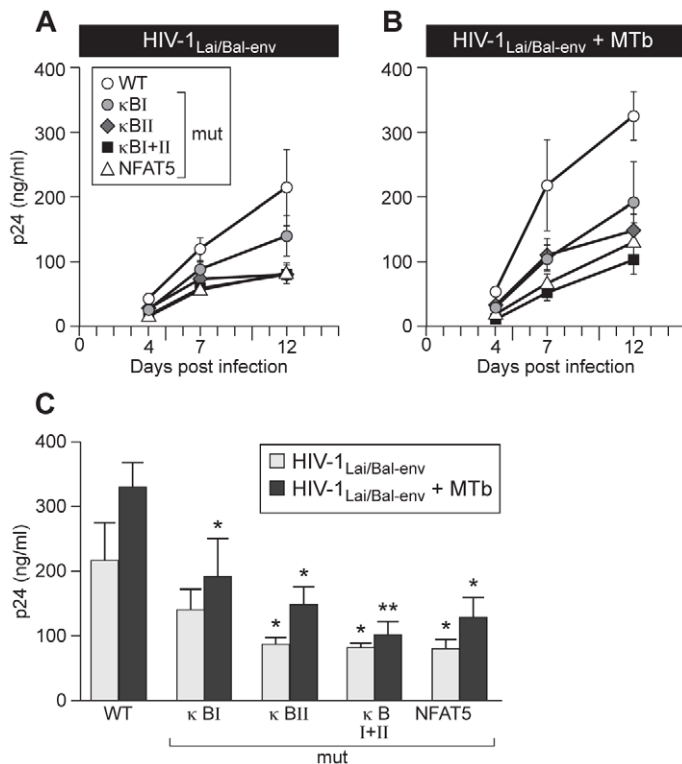 A
HIV-1Lai/Bal-env
400
300
200
100
0
p24 (ng/ml)
WT
κBI
κBII
κBI+II
NFAT5
mut
0
4
7
12
Days post infection
B
HIV-1Lai/Bal-env + MTb
400
300
200
100
0
0
4
7
12
Days post infection
C
400
300
200
100
0
p24 (ng/ml)
HIV-1Lai/Bal-env
HIV-1Lai/Bal-env + MTb
*
*
*
*
**
*
*
WT
κ BI
κ BII
κ B
I+II
NFAT5
mut